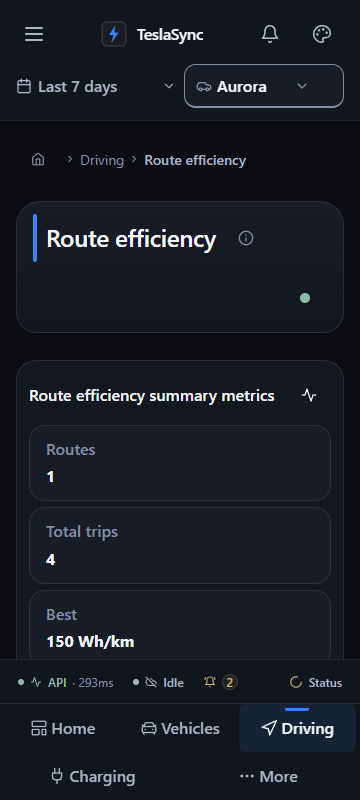 TeslaSync
Last 7 days
Aurora
Driving
Route efficiency
Route efficiency
Route efficiency summary metrics
Routes
1
Total trips
4
Best
150 Wh/km
API · 293ms
Idle
2
Status
Home
Vehicles
Driving
Charging
More